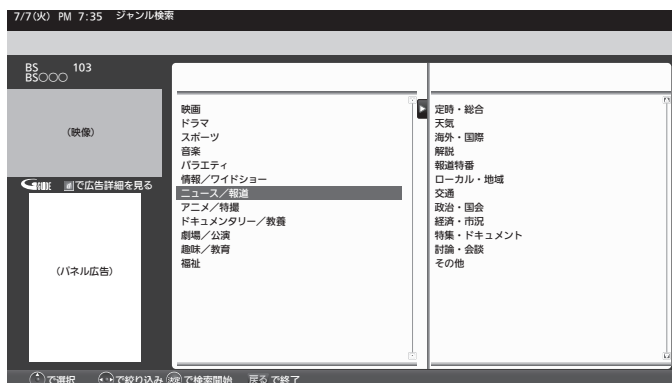 7/7(火) PM 7:35 ジャンル検索
BS 103
BS○○○
(映像)
GGUIDE dで広告詳細を見る
(パネル広告)
映画
ドラマ
スポーツ
音楽
バラエティ
情報/ワイドショー
ニュース/報道
アニメ/特撮
ドキュメンタリー/教養
劇場/公演
趣味/教育
福祉
定時・総合
天気
海外・国際
解説
報道特番
ローカル・地域
交通
政治・国会
経済・市況
特集・ドキュメント
討論・会談
その他
で選択 で絞り込み 決定 で検索開始 戻る で終了